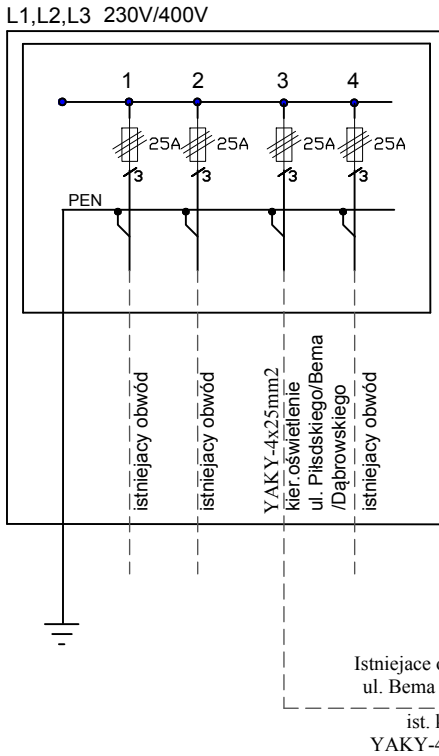 L1,L2,L3 230V/400V
1 2 3 4
25A 25A 25A 25A
3 3 3 3
PEN
istniejacy obwód
istniejacy obwód
YAKY-4x25mm2
kier.oświetlenie
ul. Piłsdskiego/Bema
/Dąbrowskiego
istniejacy obwód
Istniejace
ul. Bema
ist.
YAKY-4